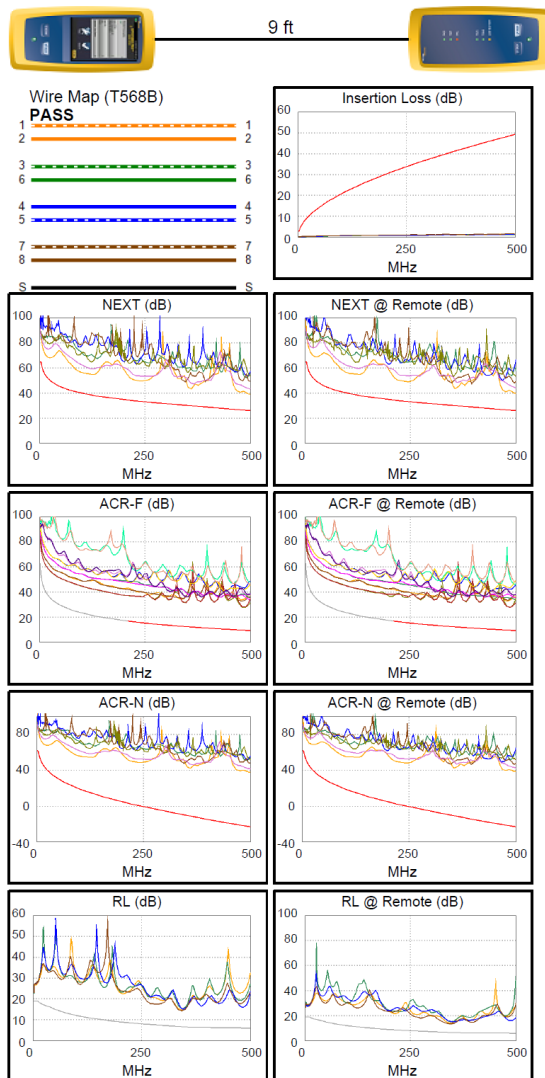 9 ft
Wire Map (T568B)
PASS
1 1
2 2
3 3
6 6
4 4
5 5
7 7
8 8
S S
Insertion Loss (dB)
60
50
40
30
20
10
0
0 250 500
MHz
NEXT (dB)
100
80
60
40
20
0
0 250 500
MHz
NEXT @ Remote (dB)
100
80
60
40
20
0
0 250 500
MHz
ACR-F (dB)
100
80
60
40
20
0
0 250 500
MHz
ACR-F @ Remote (dB)
100
80
60
40
20
0
0 250 500
MHz
ACR-N (dB)
80
40
0
-40
0 250 500
MHz
ACR-N @ Remote (dB)
80
40
0
-40
0 250 500
MHz
RL (dB)
60
50
40
30
20
10
0
0 250 500
MHz
RL @ Remote (dB)
100
80
60
40
20
0
0 250 500
MHz